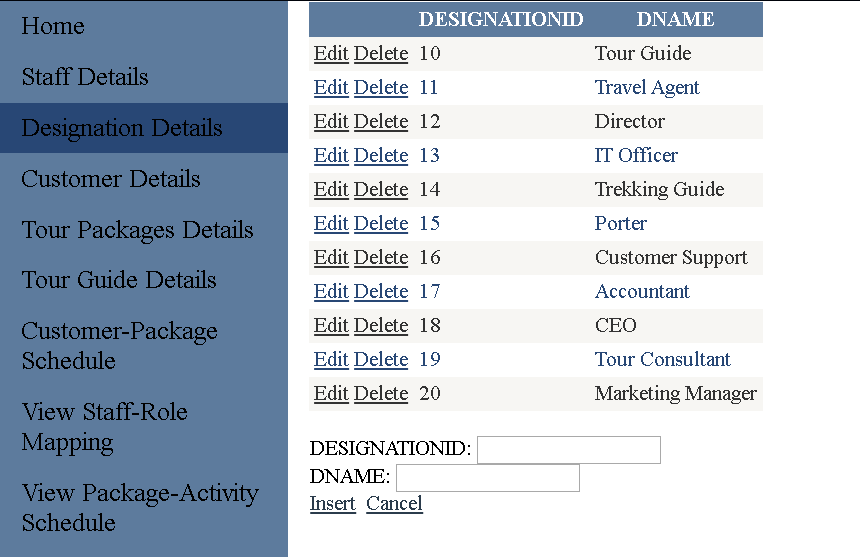 Home
Staff Details
Designation Details
Customer Details
Tour Packages Details
Tour Guide Details
Customer-Package
Schedule
View Staff-Role
Mapping
View Package-Activity
Schedule
DESIGNATIONID DNAME
Edit Delete 10 Tour Guide
Edit Delete 11 Travel Agent
Edit Delete 12 Director
Edit Delete 13 IT Officer
Edit Delete 14 Trekking Guide
Edit Delete 15 Porter
Edit Delete 16 Customer Support
Edit Delete 17 Accountant
Edit Delete 18 CEO
Edit Delete 19 Tour Consultant
Edit Delete 20 Marketing Manager
DESIGNATIONID:
DNAME:
Insert Cancel